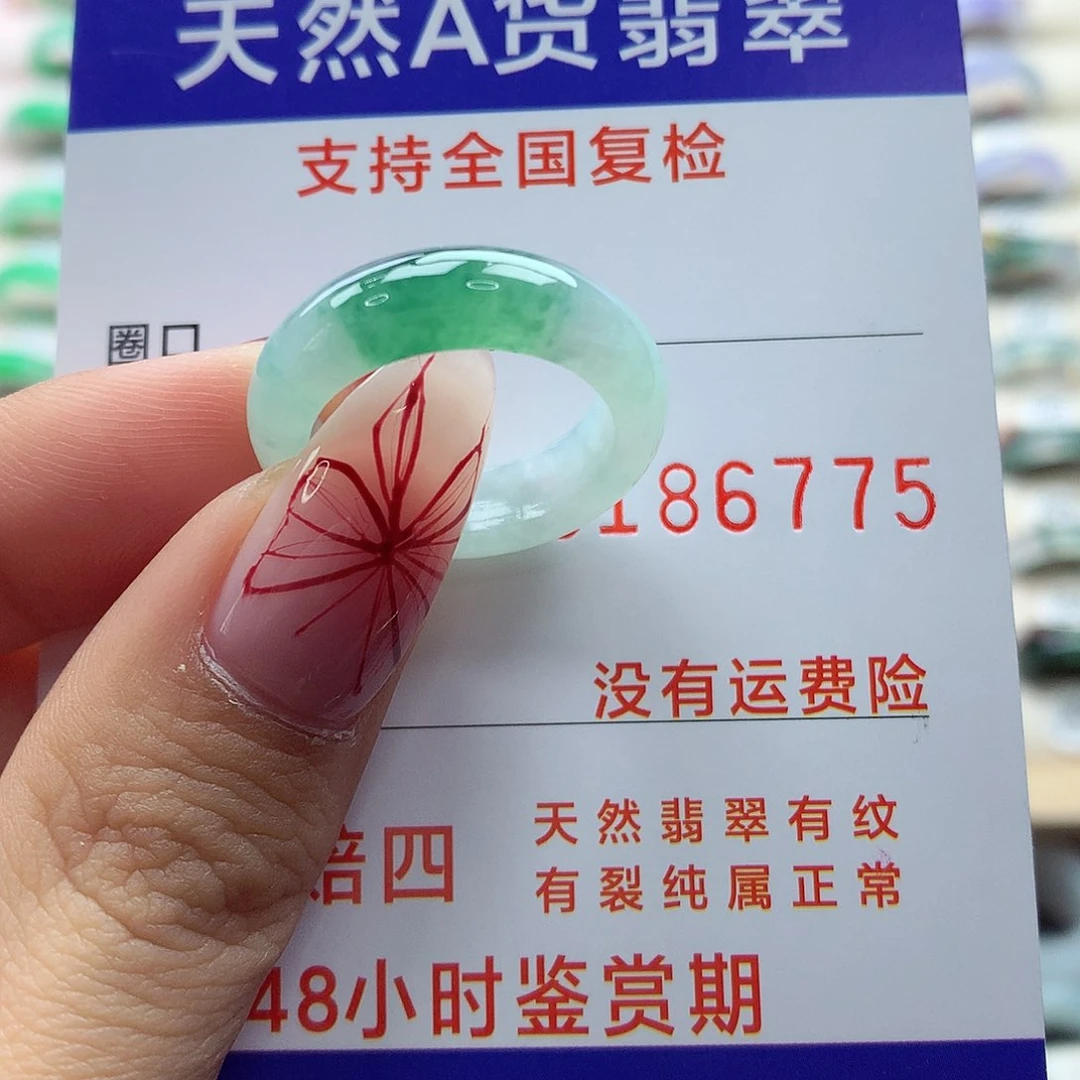 天然A货翡翠
支持全国复检
圈口
186775
没有运费险
赔四
天然翡翠有纹
有裂纯属正常
48小时鉴赏期